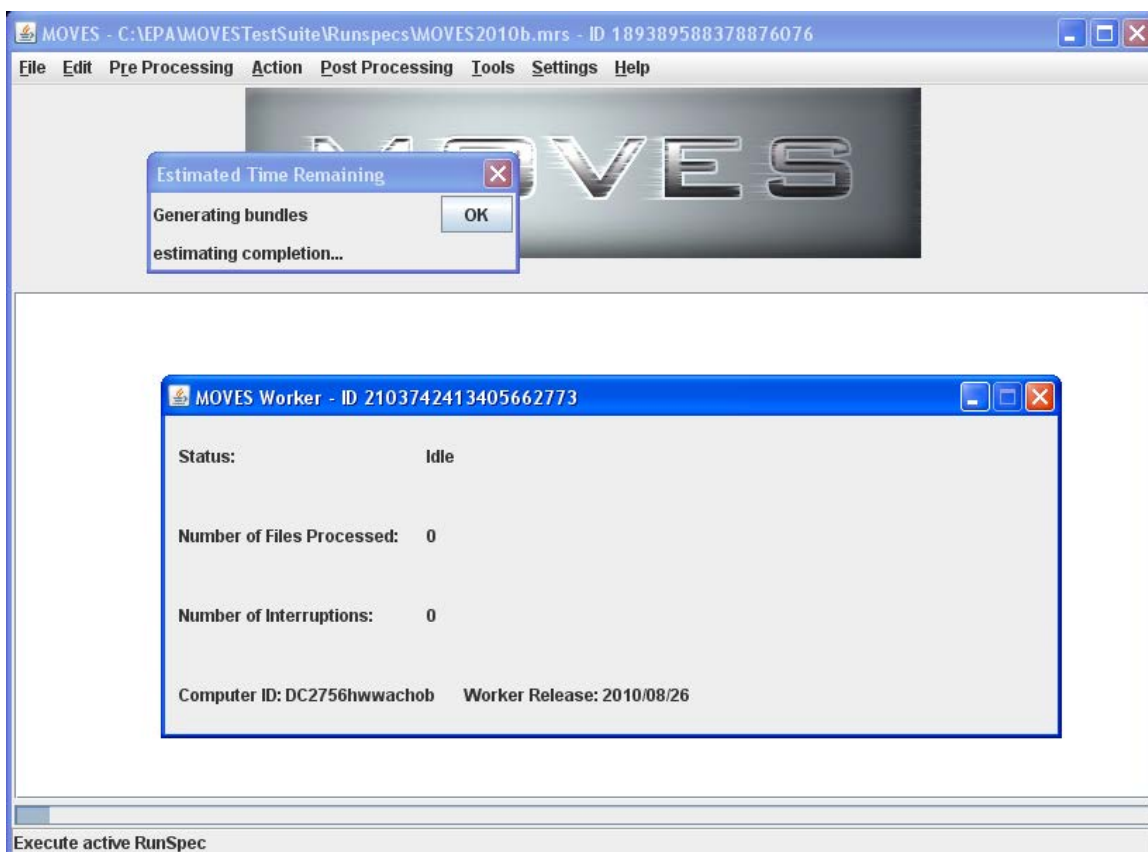 MOVES - C:\EPA\MOVESTestSuite\Runspecs\MOVES2010b.mrs - ID 189389588378876076
File Edit Pre Processing Action Post Processing Tools Settings Help
MOVES
Estimated Time Remaining
Generating bundles OK
estimating completion...
MOVES Worker - ID 2103742413405662773
Status: Idle
Number of Files Processed: 0
Number of Interruptions: 0
Computer ID: DC2756hwwachob Worker Release: 2010/08/26
Execute active RunSpec